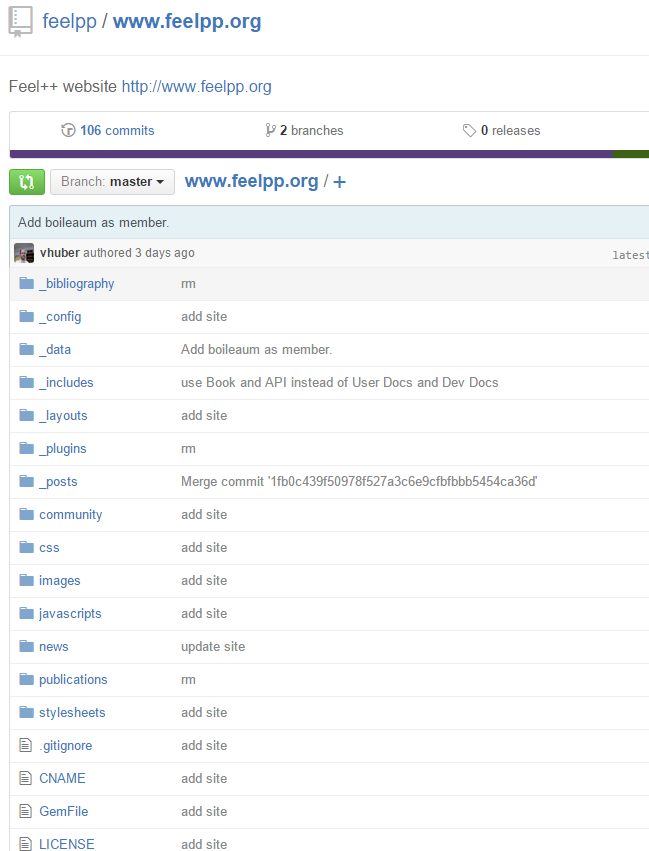 feelpp / www.feelpp.org
Feel++ website http://www.feelpp.org
106 commits 2 branches 0 releases
Branch: master www.feelpp.org / +
Add boileaum as member.
vhuber authored 3 days ago latest
_bibliography rm
_config add site
_data Add boileaum as member.
_includes use Book and API instead of User Docs and Dev Docs
_layouts add site
_plugins rm
_posts Merge commit '1fb0c439f50978f527a3c6e9cfbfbbb5454ca36d'
community add site
css add site
images add site
javascripts add site
news update site
publications rm
stylesheets add site
.gitignore add site
CNAME add site
GemFile add site
LICENSE add site